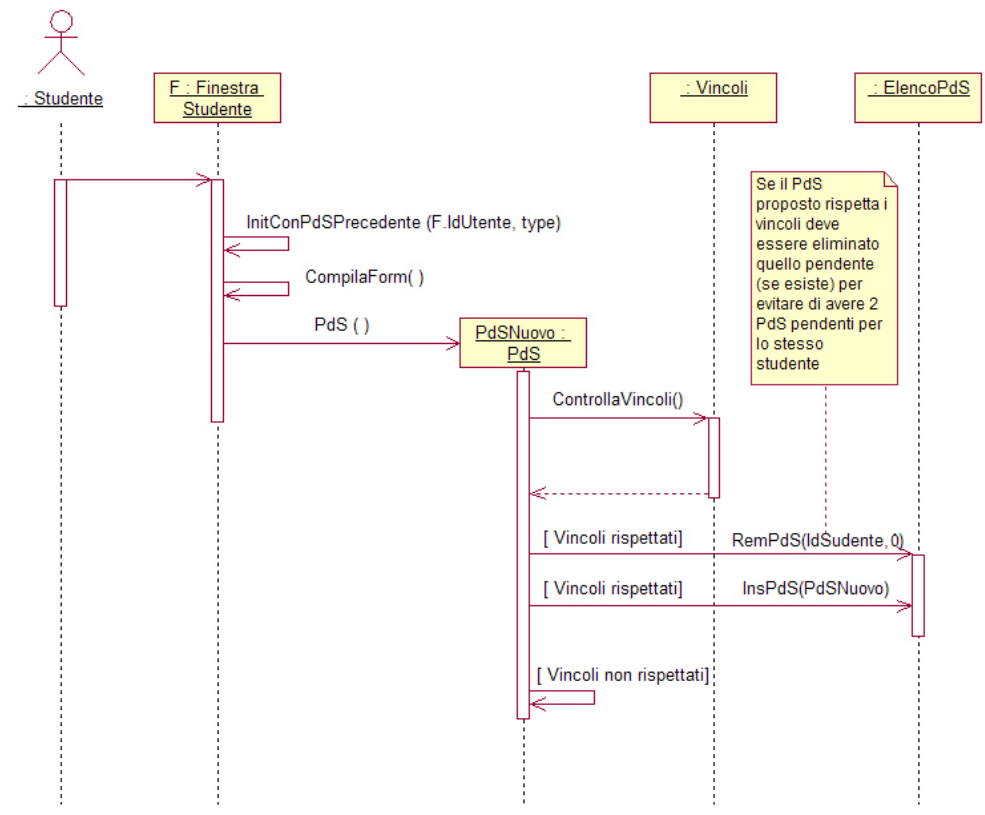 : Studente
F : Finestra
Studente
: Vincoli
: ElencoPdS
Se il PdS
proposto rispetta i
vincoli deve
essere eliminato
quello pendente
(se esiste) per
evitare di avere 2
PdS pendenti per
lo stesso
studente
InitConPdSPrecedente (F.IdUtente, type)
CompilaForm( )
PdS ( )
PdSNuovo :
PdS
ControllaVincoli()
[ Vincoli rispettati]
RemPdS(IdSudente,0)
[ Vincoli rispettati]
InsPdS(PdSNuovo)
[ Vincoli non rispettati]